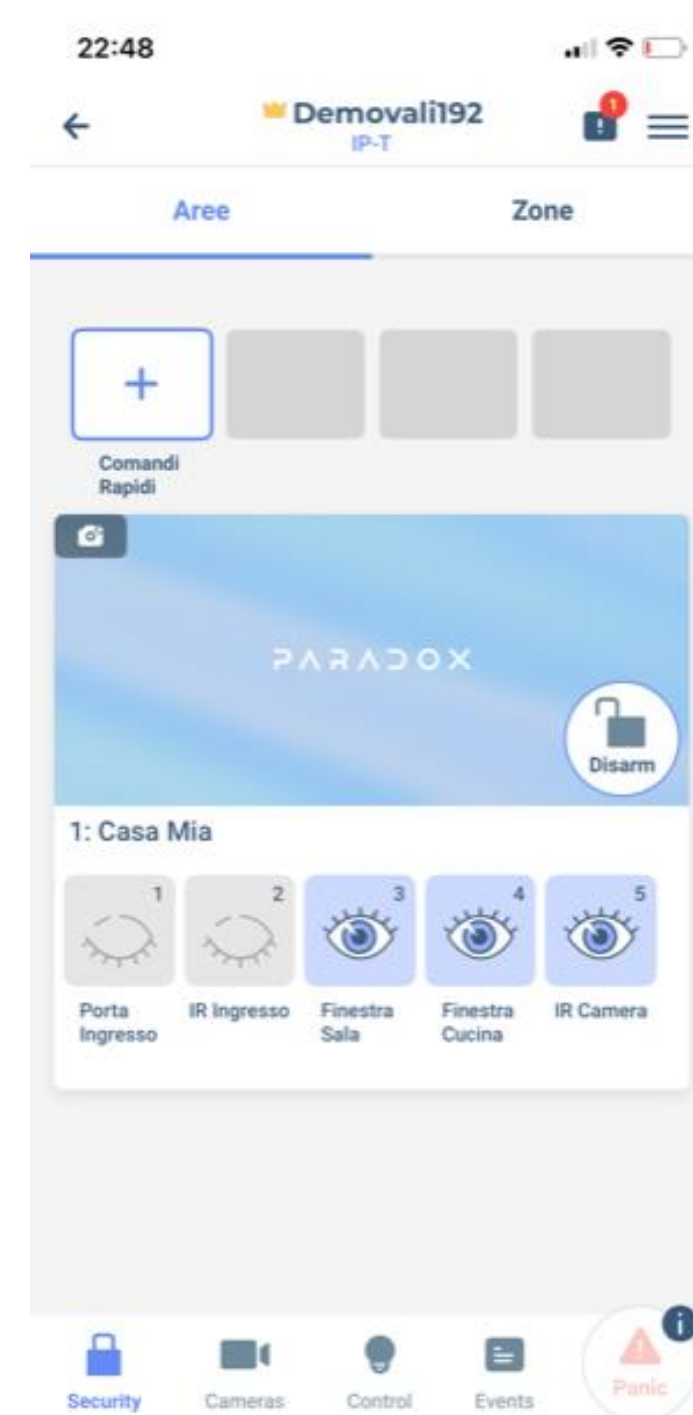 22:48
Demovali192
IP-T
1
Aree
Zone
Comandi
Rapidi
PARADOX
Disarm
1: Casa Mia
1
2
3
4
5
Porta
Ingresso
IR Ingresso
Finestra
Sala
Finestra
Cucina
IR Camera
Security
Cameras
Control
Events
Panic